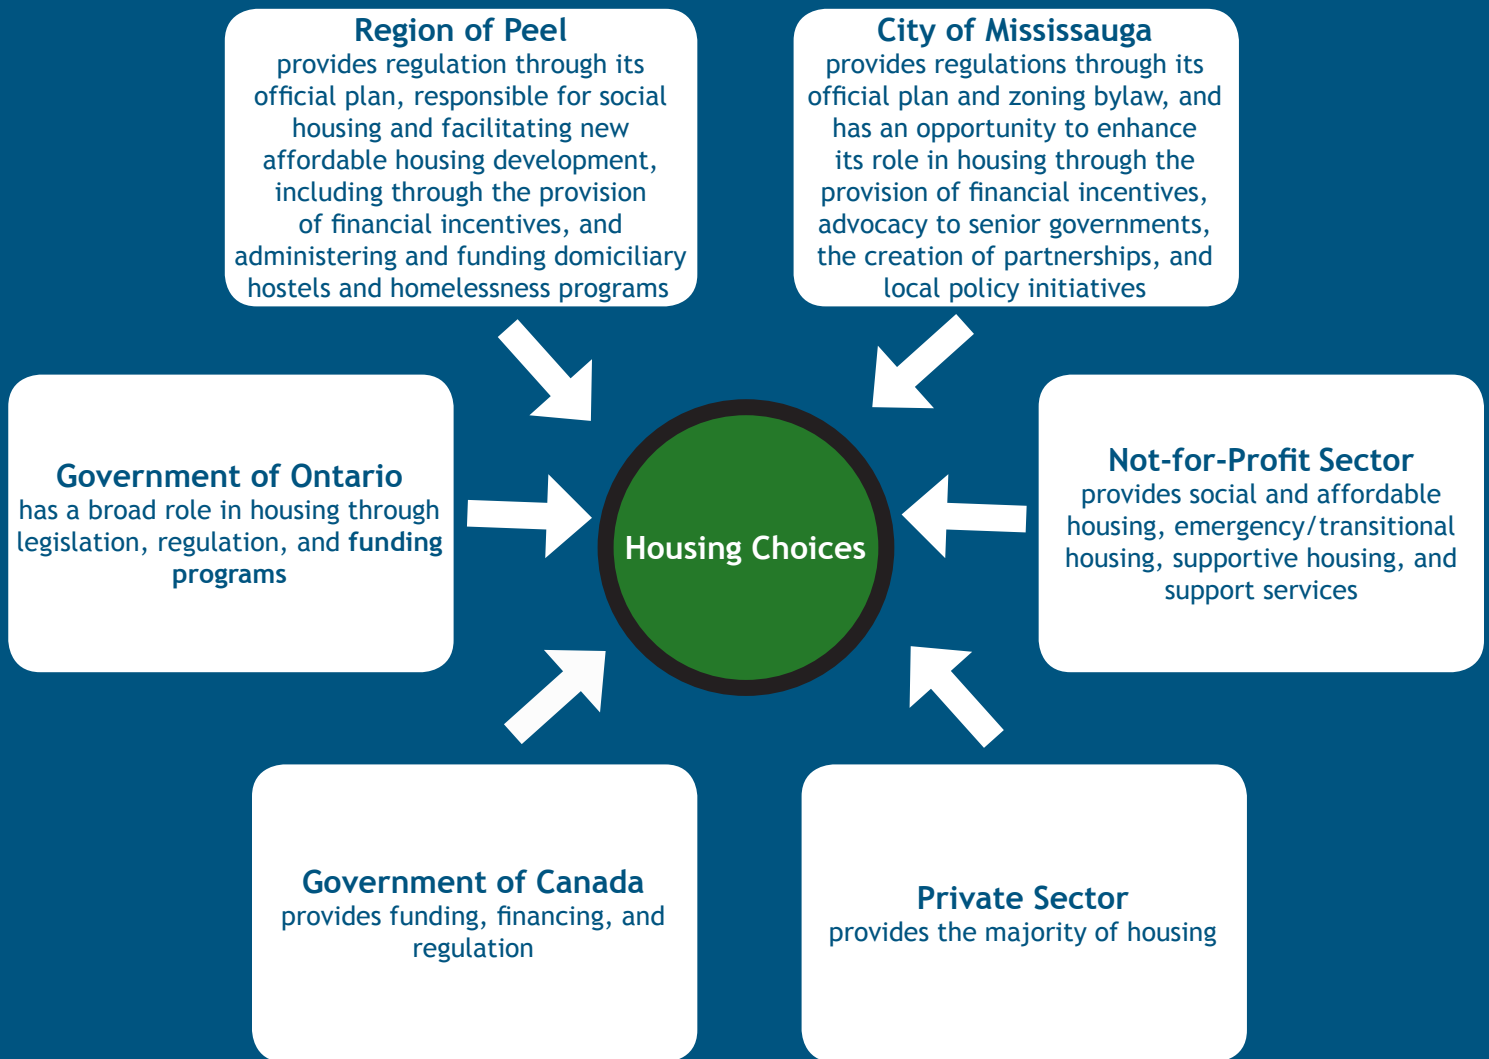 Region of Peel
provides regulation through its
official plan, responsible for social
housing and facilitating new
affordable housing development,
including through the provision
of financial incentives, and
administering and funding domiciliary
hostels and homelessness programs
City of Mississauga
provides regulations through its
official plan and zoning bylaw, and
has an opportunity to enhance
its role in housing through the
provision of financial incentives,
advocacy to senior governments,
the creation of partnerships, and
local policy initiatives
Government of Ontario
has a broad role in housing through
legislation, regulation, and funding
programs
Housing Choices
Not-for-Profit Sector
provides social and affordable
housing, emergency/transitional
housing, supportive housing, and
support services
Government of Canada
provides funding, financing, and
regulation
Private Sector
provides the majority of housing